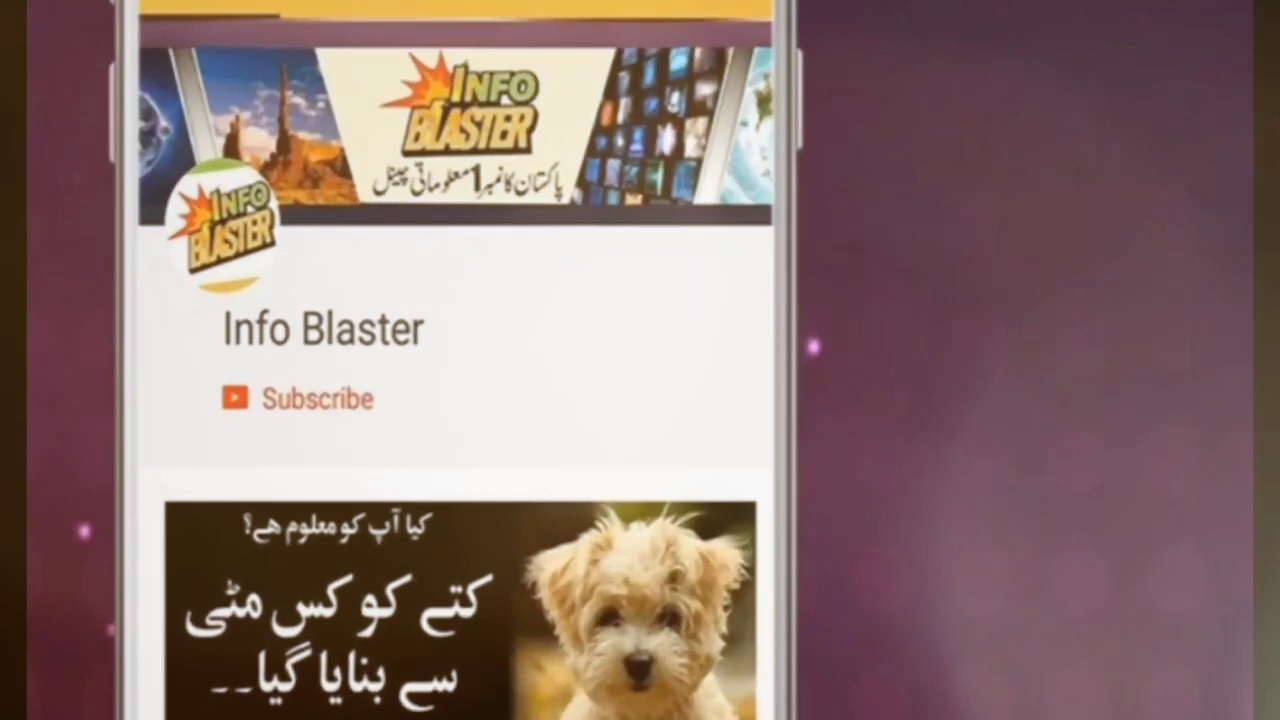 INFO
BLASTER
پاکستان کا نمبر 1 معلوماتی چینل
INFO
BLASTER
Info Blaster
Subscribe
کیا آپ کو معلوم ھے؟
کتے کو کس مٹی
سے بنایا گیا۔۔